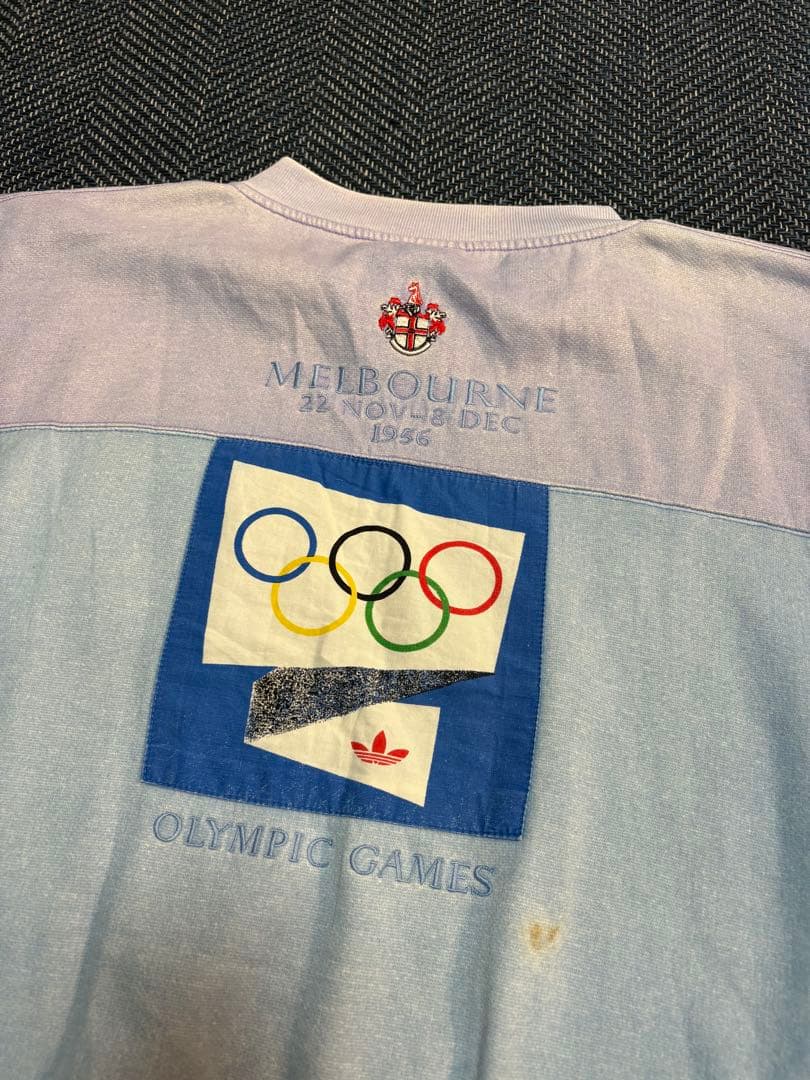 MELBOURNE
22 NOV-8 DEC
1956
OLYMPIC GAMES